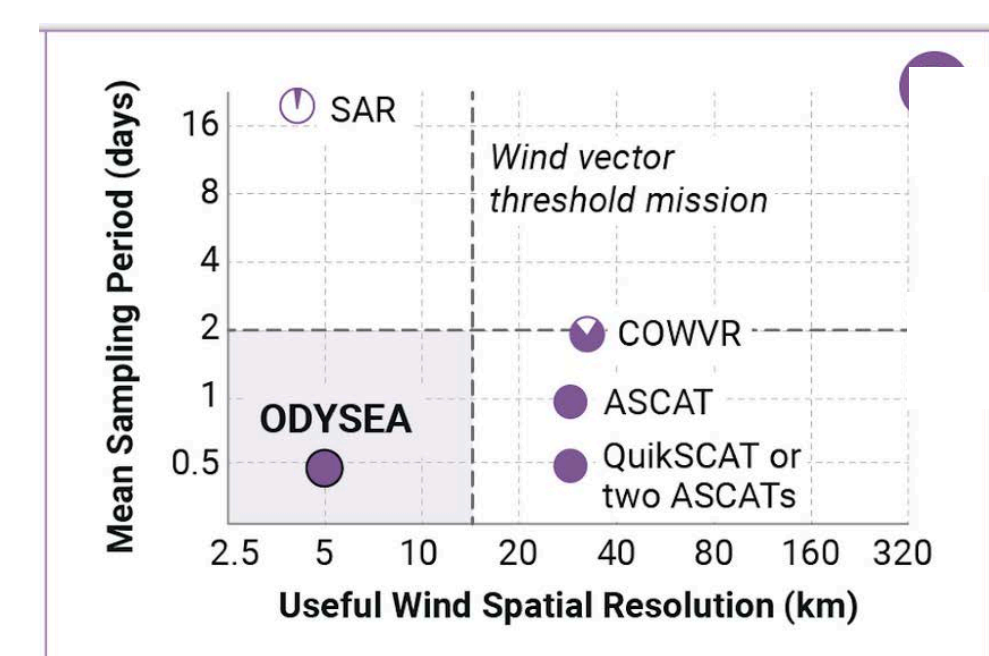 Mean Sampling Period (days)
16
8
4
2
1
0.5
SAR
Wind vector
threshold mission
COWVR
ASCAT
ODYSEA
QuikSCAT or
two ASCATs
2.5 5 10 20 40 80 160 320
Useful Wind Spatial Resolution (km)